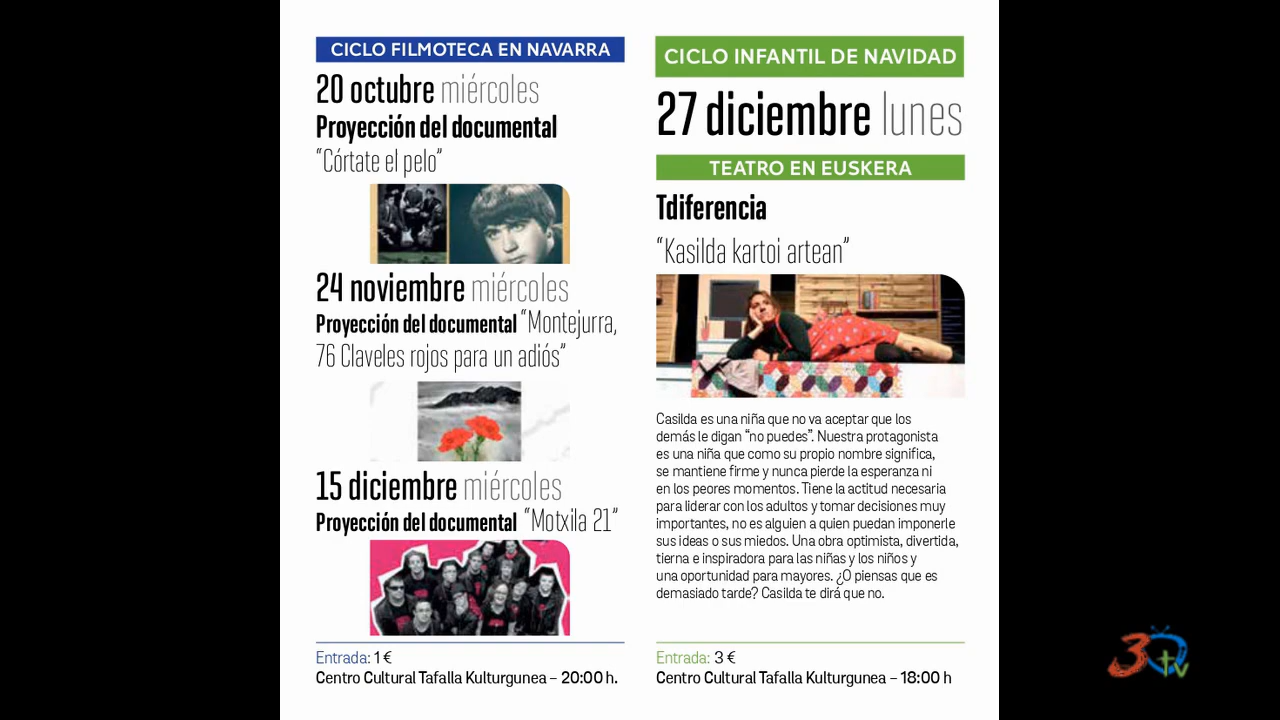 CICLO FILMOTECA EN NAVARRA
20 octubre miércoles
Proyección del documental
“Córtate el pelo”
24 noviembre miércoles
Proyección del documental “Montejurra,
76 Claveles rojos para un adiós”
15 diciembre miércoles
Proyección del documental “Motxila 21”
Entrada: 1 €
Centro Cultural Tafalla Kulturgunea – 20:00 h.
CICLO INFANTIL DE NAVIDAD
27 diciembre lunes
TEATRO EN EUSKERA
Tdiferencia
“Kasilda kartoi artean”
Casilda es una niña que no va aceptar que los
demás le digan “no puedes”. Nuestra protagonista
es una niña que como su propio nombre significa,
se mantiene firme y nunca pierde la esperanza ni
en los peores momentos. Tiene la actitud necesaria
para liderar con los adultos y tomar decisiones muy
importantes, no es alguien a quien puedan imponerle
sus ideas o sus miedos. Una obra optimista, divertida,
tierna e inspiradora para las niñas y los niños y
una oportunidad para mayores. ¿O piensas que es
demasiado tarde? Casilda te dirá que no.
Entrada: 3 €
Centro Cultural Tafalla Kulturgunea – 18:00 h